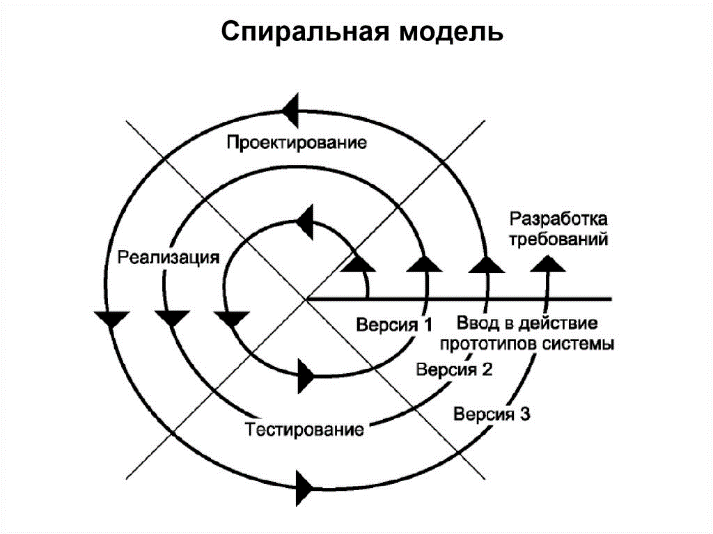 Спиральная модель
Проектирование
Разработка
требований
Реализация
Версия 1
Ввод в действие
прототипов системы
Версия 2
Версия 3
Тестирование